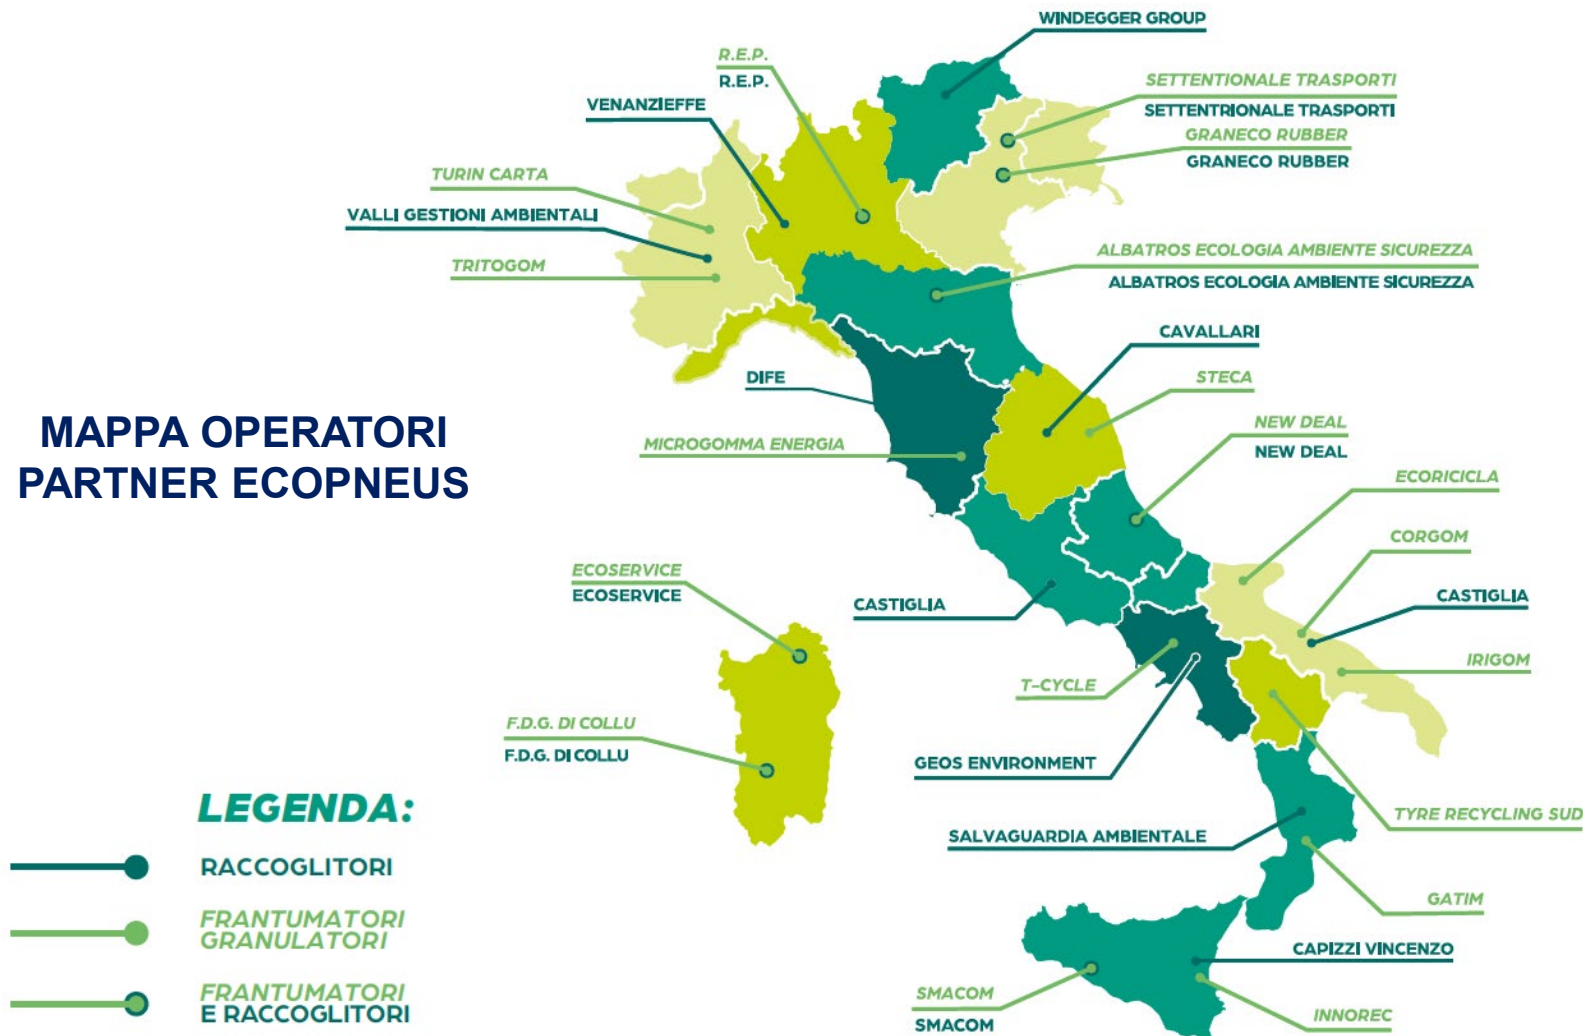 WINDEGGER GROUP
R.E.P.
R.E.P.
SETTENTIONALE TRASPORTI
SETTENTRIONALE TRASPORTI
VENANZIEFFE
GRANECO RUBBER
GRANECO RUBBER
TURIN CARTA
VALLI GESTIONI AMBIENTALI
TRITOGOM
ALBATROS ECOLOGIA AMBIENTE SICUREZZA
ALBATROS ECOLOGIA AMBIENTE SICUREZZA
CAVALLARI
DIFE
STECA
MAPPA OPERATORI
PARTNER ECOPNEUS
MICROGOMMA ENERGIA
NEW DEAL
NEW DEAL
ECORICICLA
CORGOM
ECOSERVICE
ECOSERVICE
CASTIGLIA
CASTIGLIA
IRIGOM
T-CYCLE
F.D.G. DI COLLU
F.D.G. DI COLLU
GEOS ENVIRONMENT
TYRE RECYCLING SUD
SALVAGUARDIA AMBIENTALE
GATIM
CAPIZZI VINCENZO
SMACOM
SMACOM
INNOREC
LEGENDA:
RACCOGLITORI
FRANTUMATORI
GRANULATORI
FRANTUMATORI
E RACCOGLITORI